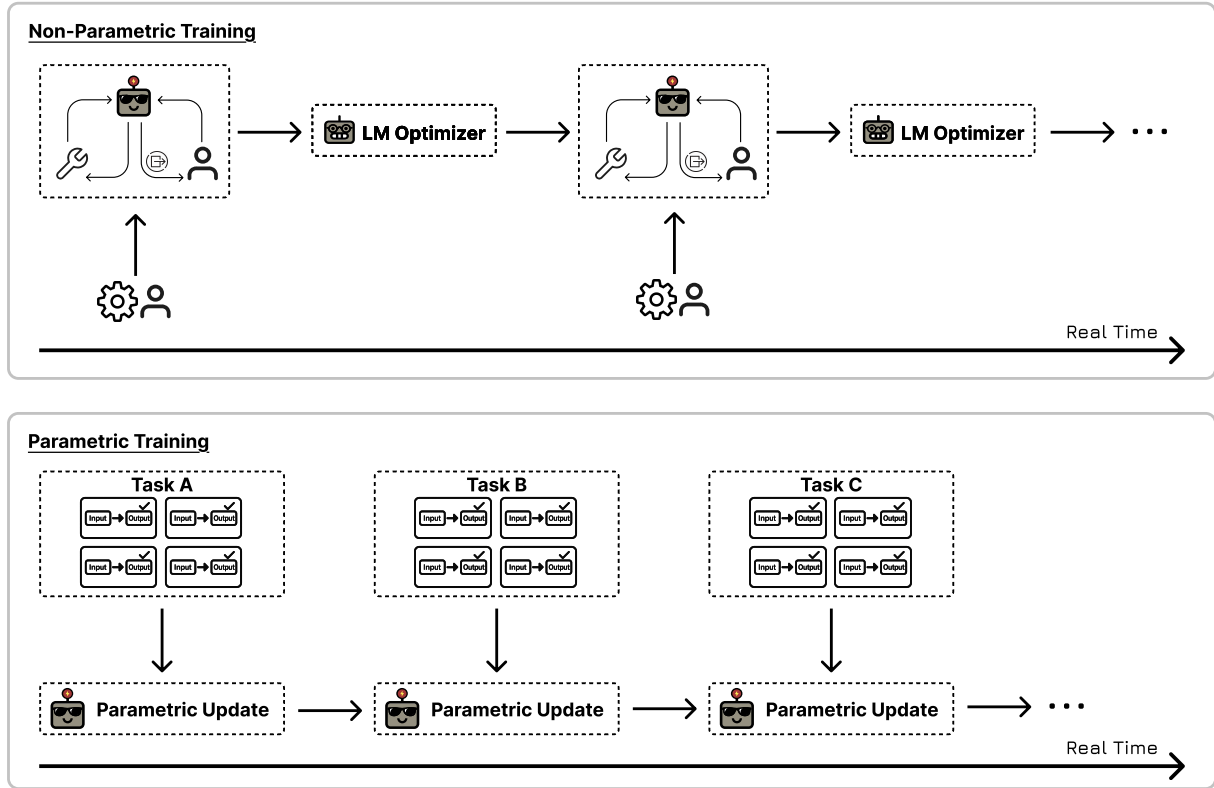 Non-Parametric Training
LM Optimizer
LM Optimizer
...
Real Time
Parametric Training
Task A
Task B
Task C
Input Output Input Output
Input Output Input Output
Input Output Input Output
Input Output Input Output
Input Output Input Output
Input Output Input Output
Parametric Update
Parametric Update
Parametric Update
...
Real Time